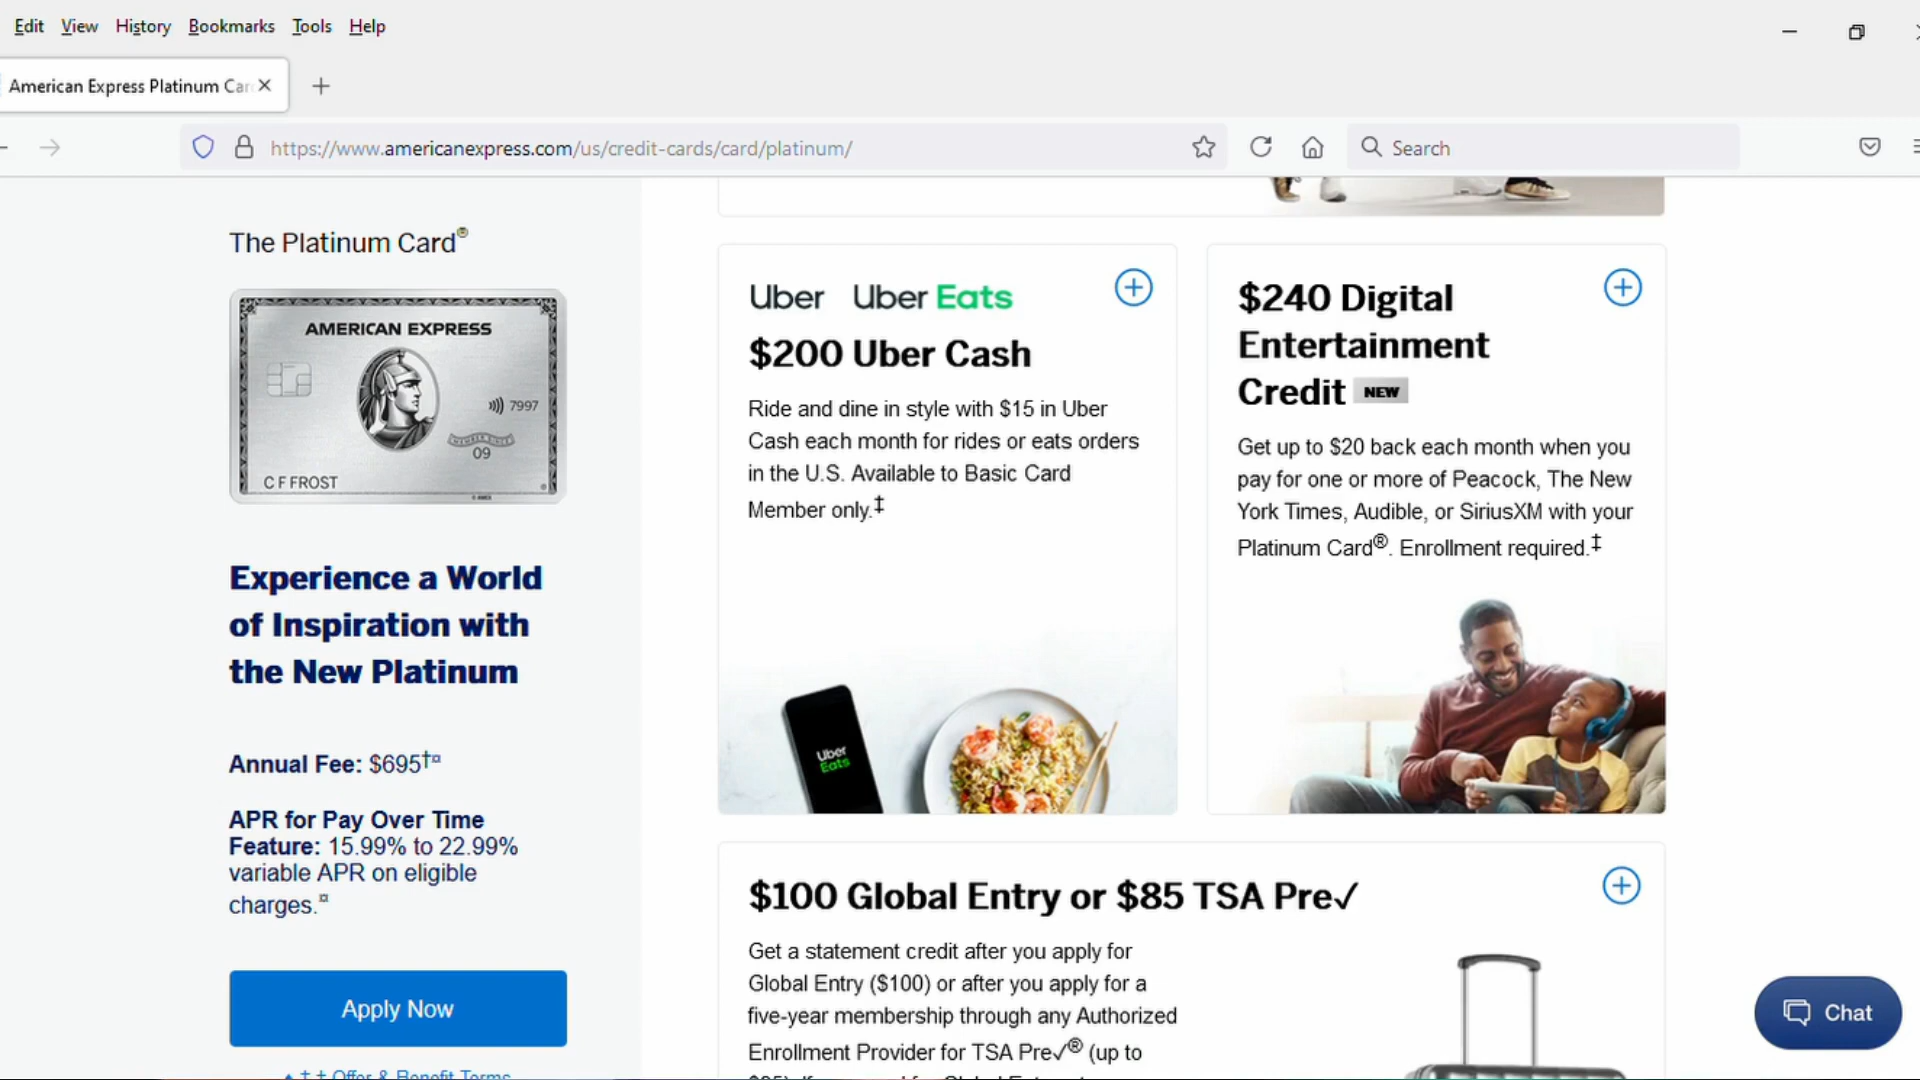 Edit View History Bookmarks Tools Help
American Express Platinum Car
https://www.americanexpress.com/us/credit-cards/card/platinum/
Search
The Platinum Card®
AMERICAN EXPRESS
7997
MEMBER SINCE
09
C F FROST
Experience a World
of Inspiration with
the New Platinum
Annual Fee: $695†¤
APR for Pay Over Time
Feature: 15.99% to 22.99%
variable APR on eligible
charges.¤
Apply Now
Offer & Benefit Terms
Uber Uber Eats
$200 Uber Cash
Ride and dine in style with $15 in Uber
Cash each month for rides or eats orders
in the U.S. Available to Basic Card
Member only.‡
Uber
Eats
$240 Digital
Entertainment
Credit NEW
Get up to $20 back each month when you
pay for one or more of Peacock, The New
York Times, Audible, or SiriusXM with your
Platinum Card®. Enrollment required.‡
$100 Global Entry or $85 TSA Pre✓
Get a statement credit after you apply for
Global Entry ($100) or after you apply for a
five-year membership through any Authorized
Enrollment Provider for TSA Pre✓® (up to
Chat